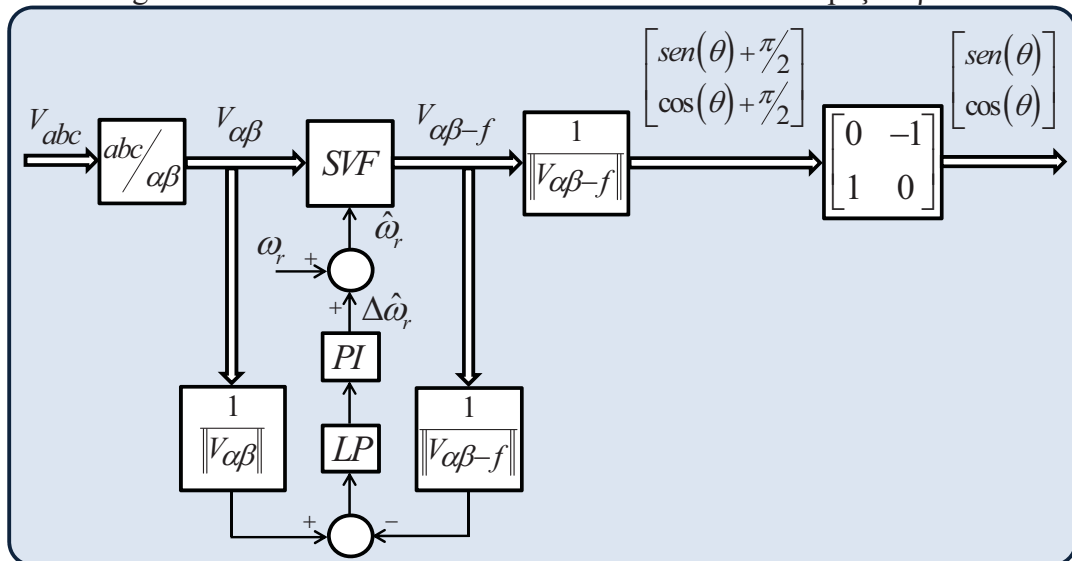 [sen(θ) + π/2]
[cos(θ) + π/2]
[sen(θ)]
[cos(θ)]
V_abc
abc/αβ
V_αβ
SVF
V_αβ−f
1
‖V_αβ−f‖
[0 −1]
[1 0]
ω_r
+
ω̂_r
+
Δω̂_r
PI
1
‖V_αβ‖
LP
1
‖V_αβ−f‖
+
−